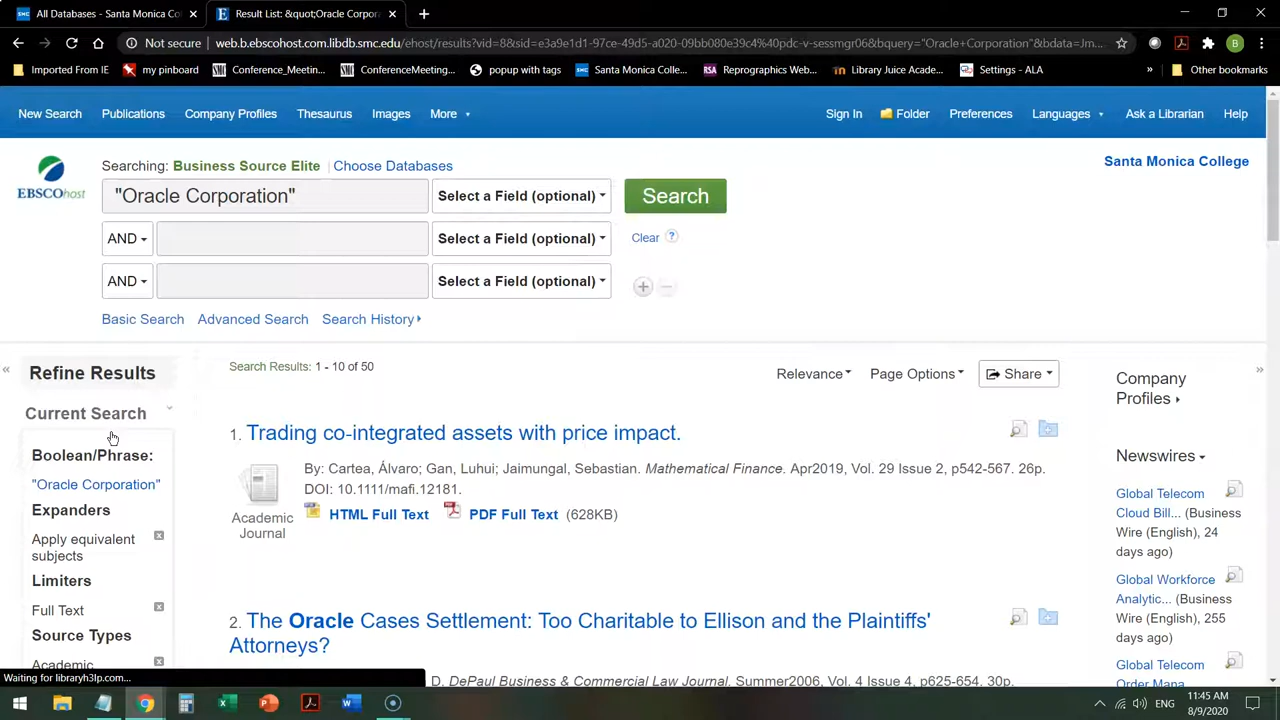 All Databases - Santa Monica Co
Result List: &quot;Oracle Corpor
Not secure
web.b.ebscohost.com.libdb.smc.edu/ehost/results?vid=8&sid=e3a9e1d1-97ce-49d5-a020-09bb080e39c4%40pdc-v-sessmgr06&bquery="Oracle+Corporation"&bdata=Jm...
B
Imported From IE
my pinboard
Conference_Meetin...
ConferenceMeeting...
popup with tags
Santa Monica Colle...
Reprographics Web...
Library Juice Acade...
Settings - ALA
»
Other bookmarks
New Search
Publications
Company Profiles
Thesaurus
Images
More
Sign In
Folder
Preferences
Languages
Ask a Librarian
Help
EBSCOhost
Searching: Business Source Elite
Choose Databases
Santa Monica College
"Oracle Corporation"
Select a Field (optional)
Search
AND
Select a Field (optional)
Clear
?
AND
Select a Field (optional)
Basic Search
Advanced Search
Search History
«
Refine Results
Current Search
Boolean/Phrase:
"Oracle Corporation"
Expanders
Apply equivalent
subjects
Limiters
Full Text
Source Types
Academic
Search Results: 1 - 10 of 50
Relevance
Page Options
Share
1. Trading co-integrated assets with price impact.
By: Cartea, Álvaro; Gan, Luhui; Jaimungal, Sebastian. Mathematical Finance. Apr2019, Vol. 29 Issue 2, p542-567. 26p.
DOI: 10.1111/mafi.12181.
Academic
Journal
HTML Full Text
PDF Full Text (628KB)
2. The Oracle Cases Settlement: Too Charitable to Ellison and the Plaintiffs'
Attorneys?
D. DePaul Business & Commercial Law Journal. Summer2006, Vol. 4 Issue 4, p625-654. 30p.
»
Company
Profiles
Newswires
Global Telecom
Cloud Bill... (Business
Wire (English), 24
days ago)
Global Workforce
Analytic... (Business
Wire (English), 255
days ago)
Global Telecom
Order Mana
Waiting for libraryh3lp.com...
ENG
11:45 AM
8/9/2020